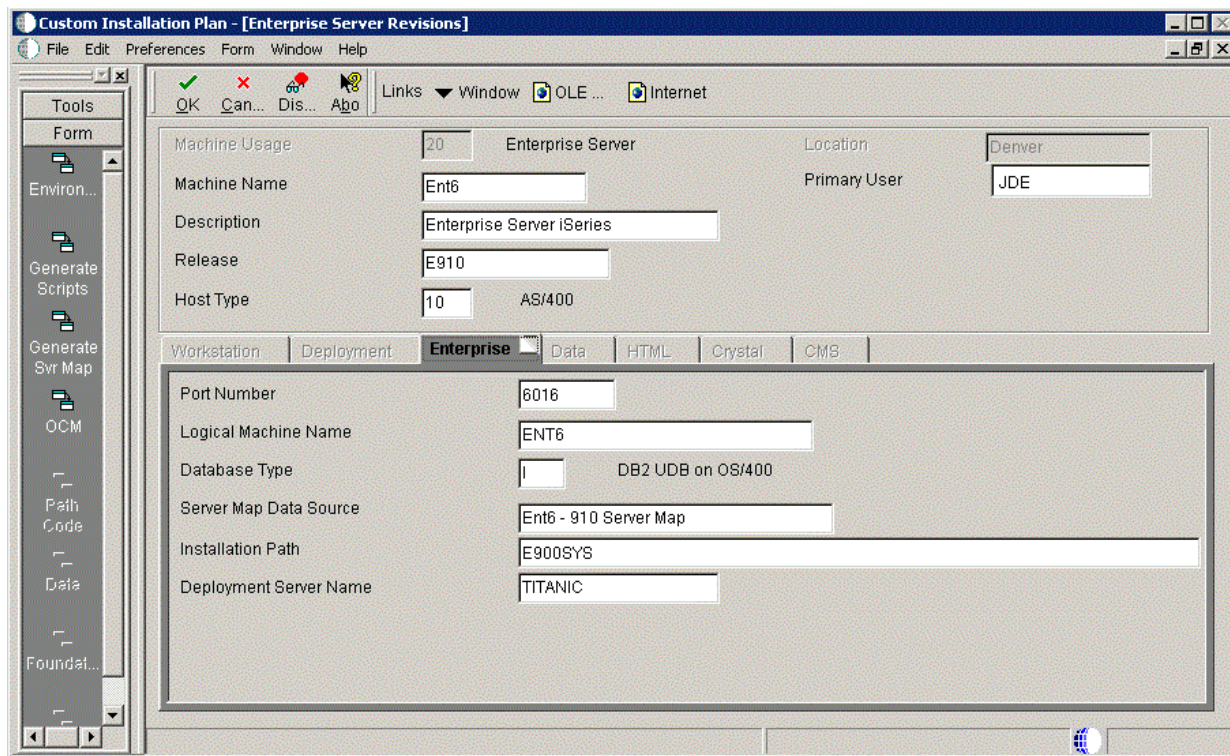 Custom Installation Plan - [Enterprise Server Revisions]
File Edit Preferences Form Window Help
Tools
Form
Environ...
Generate
Scripts
Generate
Svr Map
OCM
Path
Code
Data
Foundat...
OK Can... Dis... Abo Links Window OLE ... Internet
Machine Usage 20 Enterprise Server Location Denver
Machine Name Ent6 Primary User JDE
Description Enterprise Server iSeries
Release E910
Host Type 10 AS/400
Workstation Deployment Enterprise Data HTML Crystal CMS
Port Number 6016
Logical Machine Name ENT6
Database Type I DB2 UDB on OS/400
Server Map Data Source Ent6 - 910 Server Map
Installation Path E900SYS
Deployment Server Name TITANIC